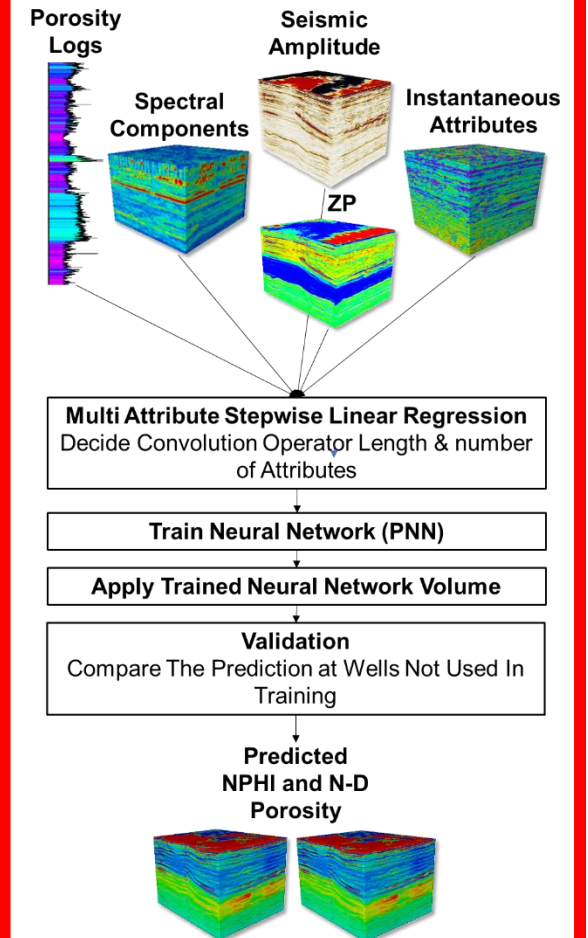 Porosity
Logs
Seismic
Amplitude
Spectral
Components
Instantaneous
Attributes
ZP
Multi Attribute Stepwise Linear Regression
Decide Convolution Operator Length & number
of Attributes
Train Neural Network (PNN)
Apply Trained Neural Network Volume
Validation
Compare The Prediction at Wells Not Used In
Training
Predicted
NPHI and N-D
Porosity